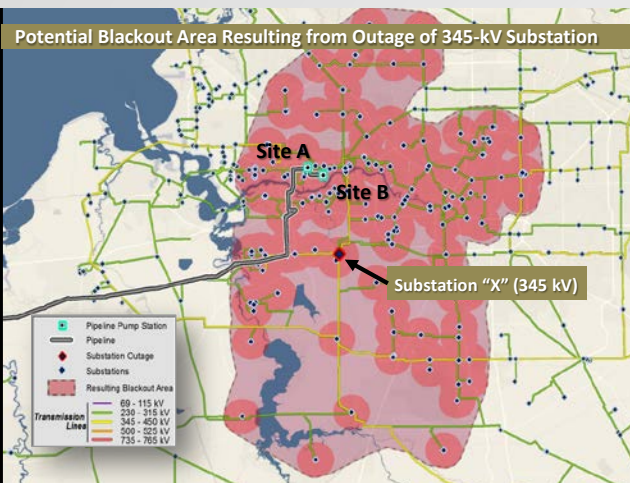 Potential Blackout Area Resulting from Outage of 345-kV Substation
Site A
Site B
Substation "X" (345 kV)
Pipeline Pump Station
Pipeline
Substation Outage
Substations
Resulting Blackout Area
Transmission Lines
69 - 115 kV
230 - 315 kV
345 - 450 kV
500 - 525 kV
735 - 765 kV